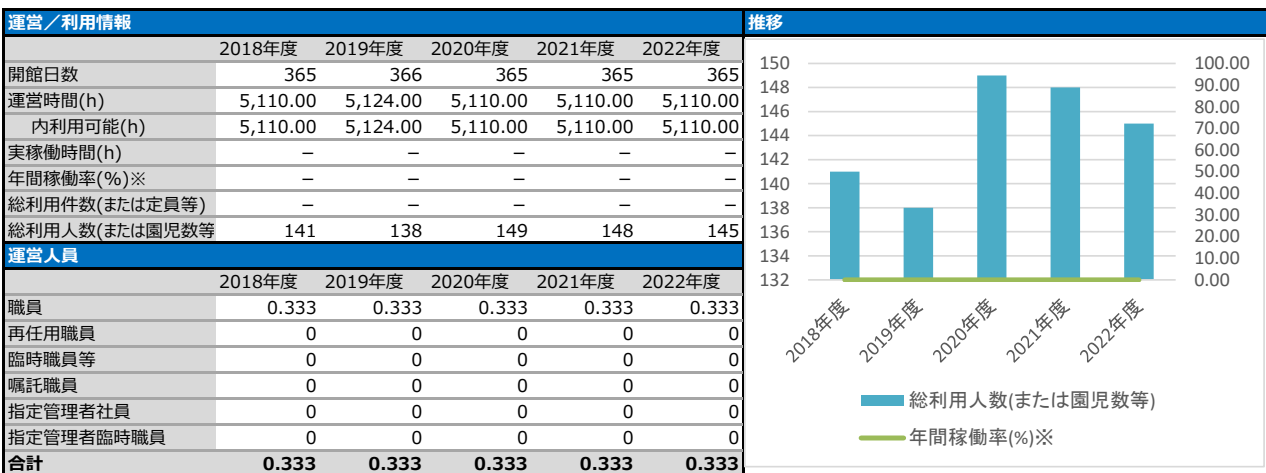 運営／利用情報
2018年度 2019年度 2020年度 2021年度 2022年度
開館日数 365 366 365 365 365
運営時間(h) 5,110.00 5,124.00 5,110.00 5,110.00 5,110.00
内利用可能(h) 5,110.00 5,124.00 5,110.00 5,110.00 5,110.00
実稼働時間(h) － － － － －
年間稼働率(%)※ － － － － －
総利用件数(または定員等) － － － － －
総利用人数(または園児数等 141 138 149 148 145
運営人員
2018年度 2019年度 2020年度 2021年度 2022年度
職員 0.333 0.333 0.333 0.333 0.333
再任用職員 0 0 0 0 0
臨時職員等 0 0 0 0 0
嘱託職員 0 0 0 0 0
指定管理者社員 0 0 0 0 0
指定管理者臨時職員 0 0 0 0 0
合計 0.333 0.333 0.333 0.333 0.333
推移
150 100.00
148 90.00
146 80.00
144 70.00
142 60.00
140 50.00
138 40.00
136 30.00
134 20.00
132 10.00
0.00
2018年度 2019年度 2020年度 2021年度 2022年度
総利用人数(または園児数等)
年間稼働率(%)※